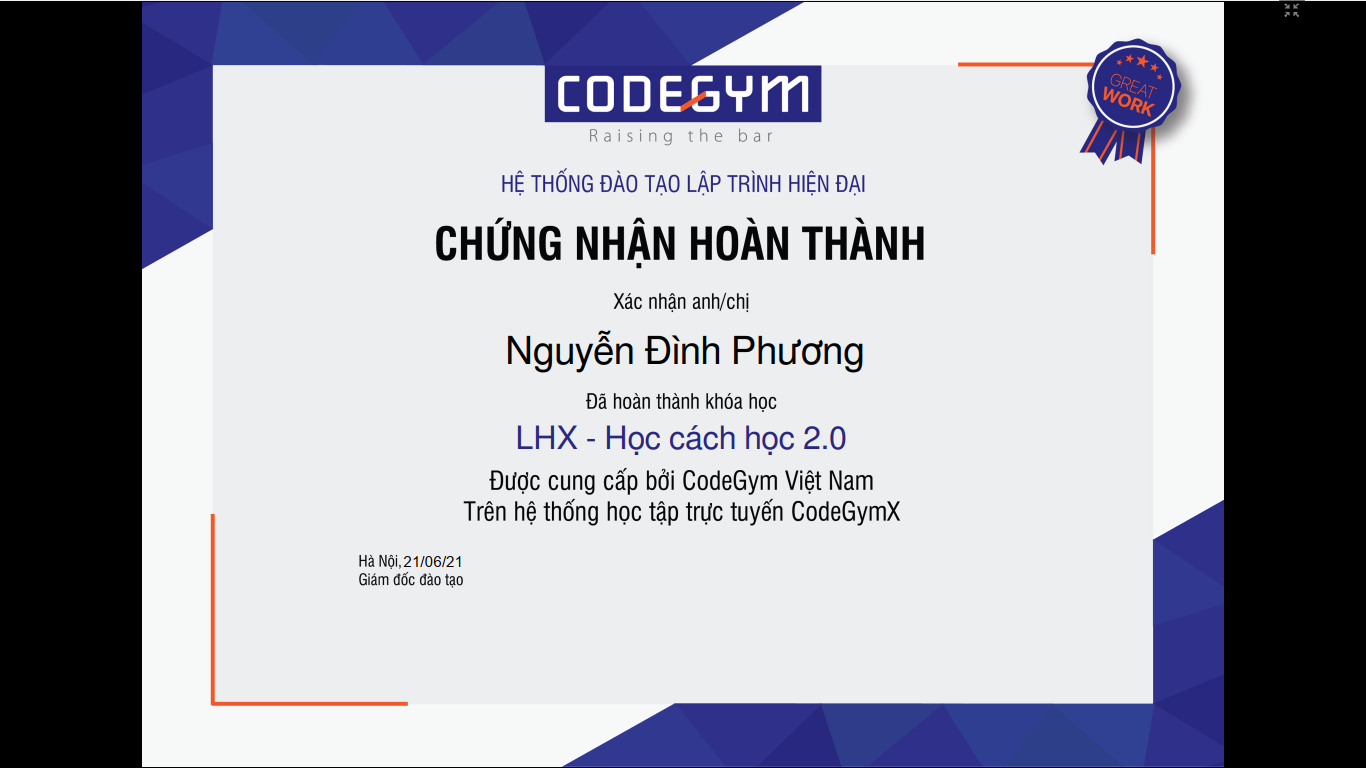 CODEGYM
Raising the bar
GREAT
WORK
HỆ THỐNG ĐÀO TẠO LẬP TRÌNH HIỆN ĐẠI
CHỨNG NHẬN HOÀN THÀNH
Xác nhận anh/chị
Nguyễn Đình Phương
Đã hoàn thành khóa học
LHX - Học cách học 2.0
Được cung cấp bởi CodeGym Việt Nam
Trên hệ thống học tập trực tuyến CodeGymX
Hà Nội,21/06/21
Giám đốc đào tạo